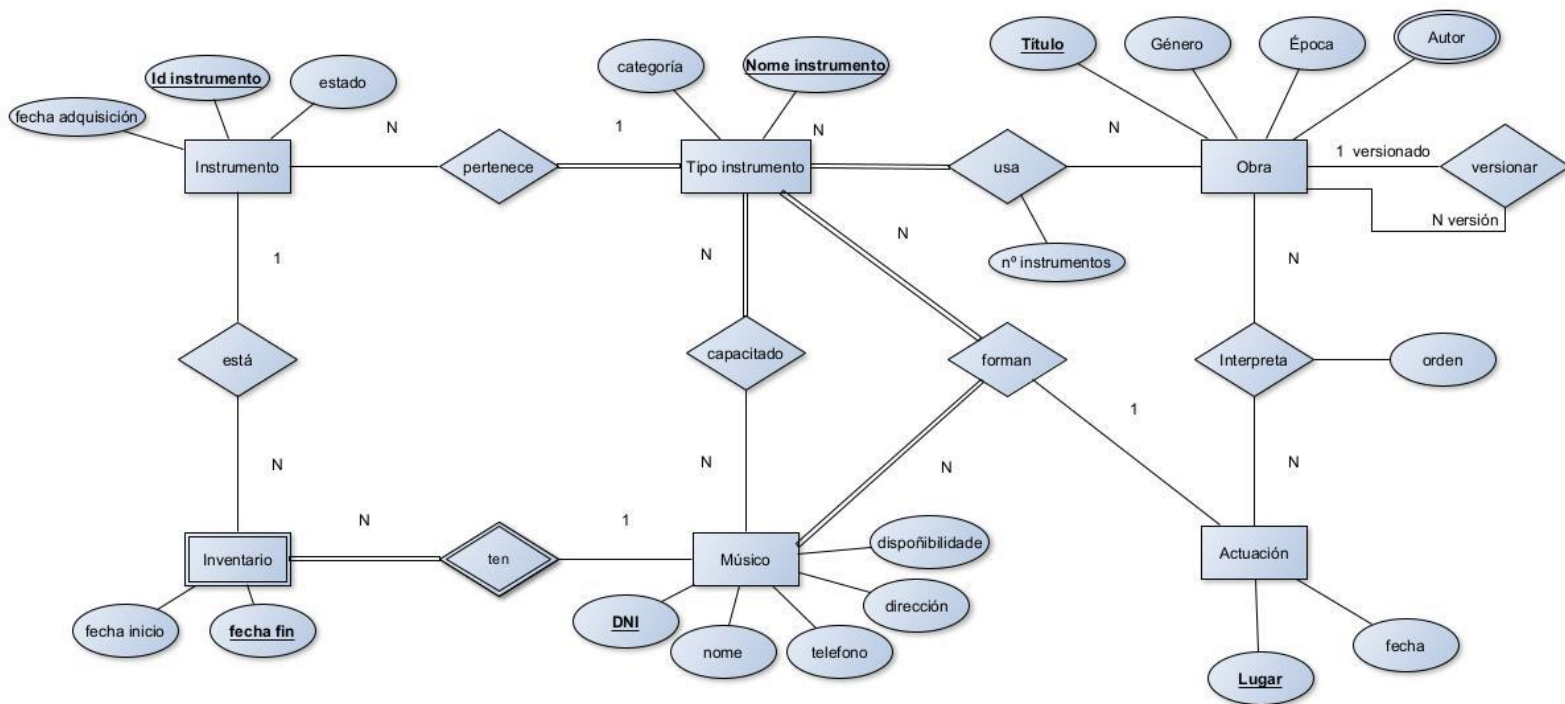 Título
Género
Época
Autor
Id instrumento
estado
categoría
Nome instrumento
fecha adquisición
N
1
N
N
1 versionado
Instrumento
pertenece
Tipo instrumento
usa
Obra
versionar
N versión
1
N
N
nº instrumentos
N
está
capacitado
forman
Interpreta
orden
1
N
N
N
N
N
1
Inventario
ten
Músico
dispoñibilidade
Actuación
dirección
fecha inicio
fecha fin
DNI
nome
telefono
fecha
Lugar